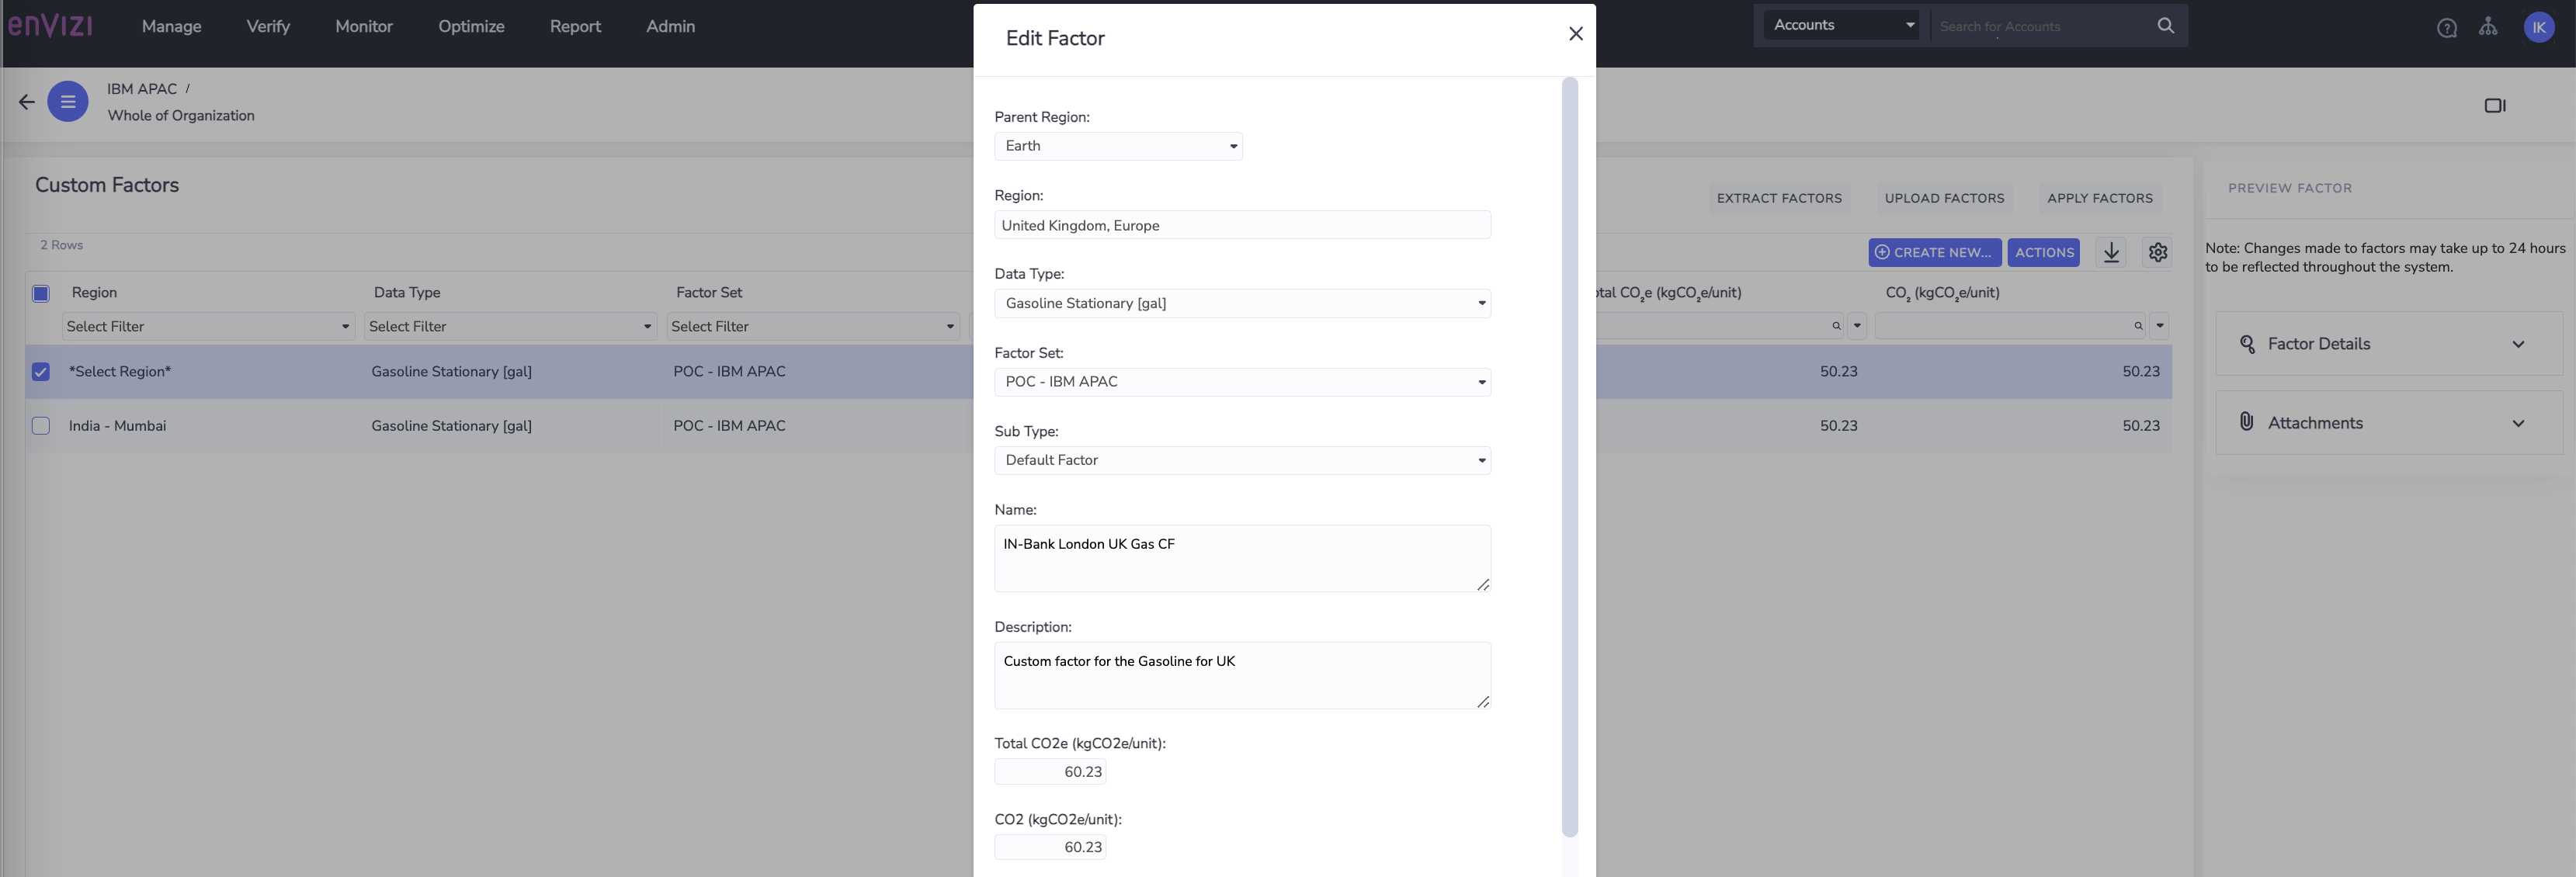 enVIZI
Manage Verify Monitor Optimize Report Admin
Accounts Search for Accounts IK
IBM APAC /
Whole of Organization
Custom Factors
2 Rows
EXTRACT FACTORS UPLOAD FACTORS APPLY FACTORS
CREATE NEW... ACTIONS
Region Data Type Factor Set tal CO2e (kgCO2e/unit) CO2 (kgCO2e/unit)
Select Filter Select Filter Select Filter
*Select Region* Gasoline Stationary [gal] POC - IBM APAC 50.23 50.23
India - Mumbai Gasoline Stationary [gal] POC - IBM APAC 50.23 50.23
Edit Factor
Parent Region:
Earth
Region:
United Kingdom, Europe
Data Type:
Gasoline Stationary [gal]
Factor Set:
POC - IBM APAC
Sub Type:
Default Factor
Name:
IN-Bank London UK Gas CF
Description:
Custom factor for the Gasoline for UK
Total CO2e (kgCO2e/unit):
60.23
CO2 (kgCO2e/unit):
60.23
PREVIEW FACTOR
Note: Changes made to factors may take up to 24 hours
to be reflected throughout the system.
Factor Details
Attachments